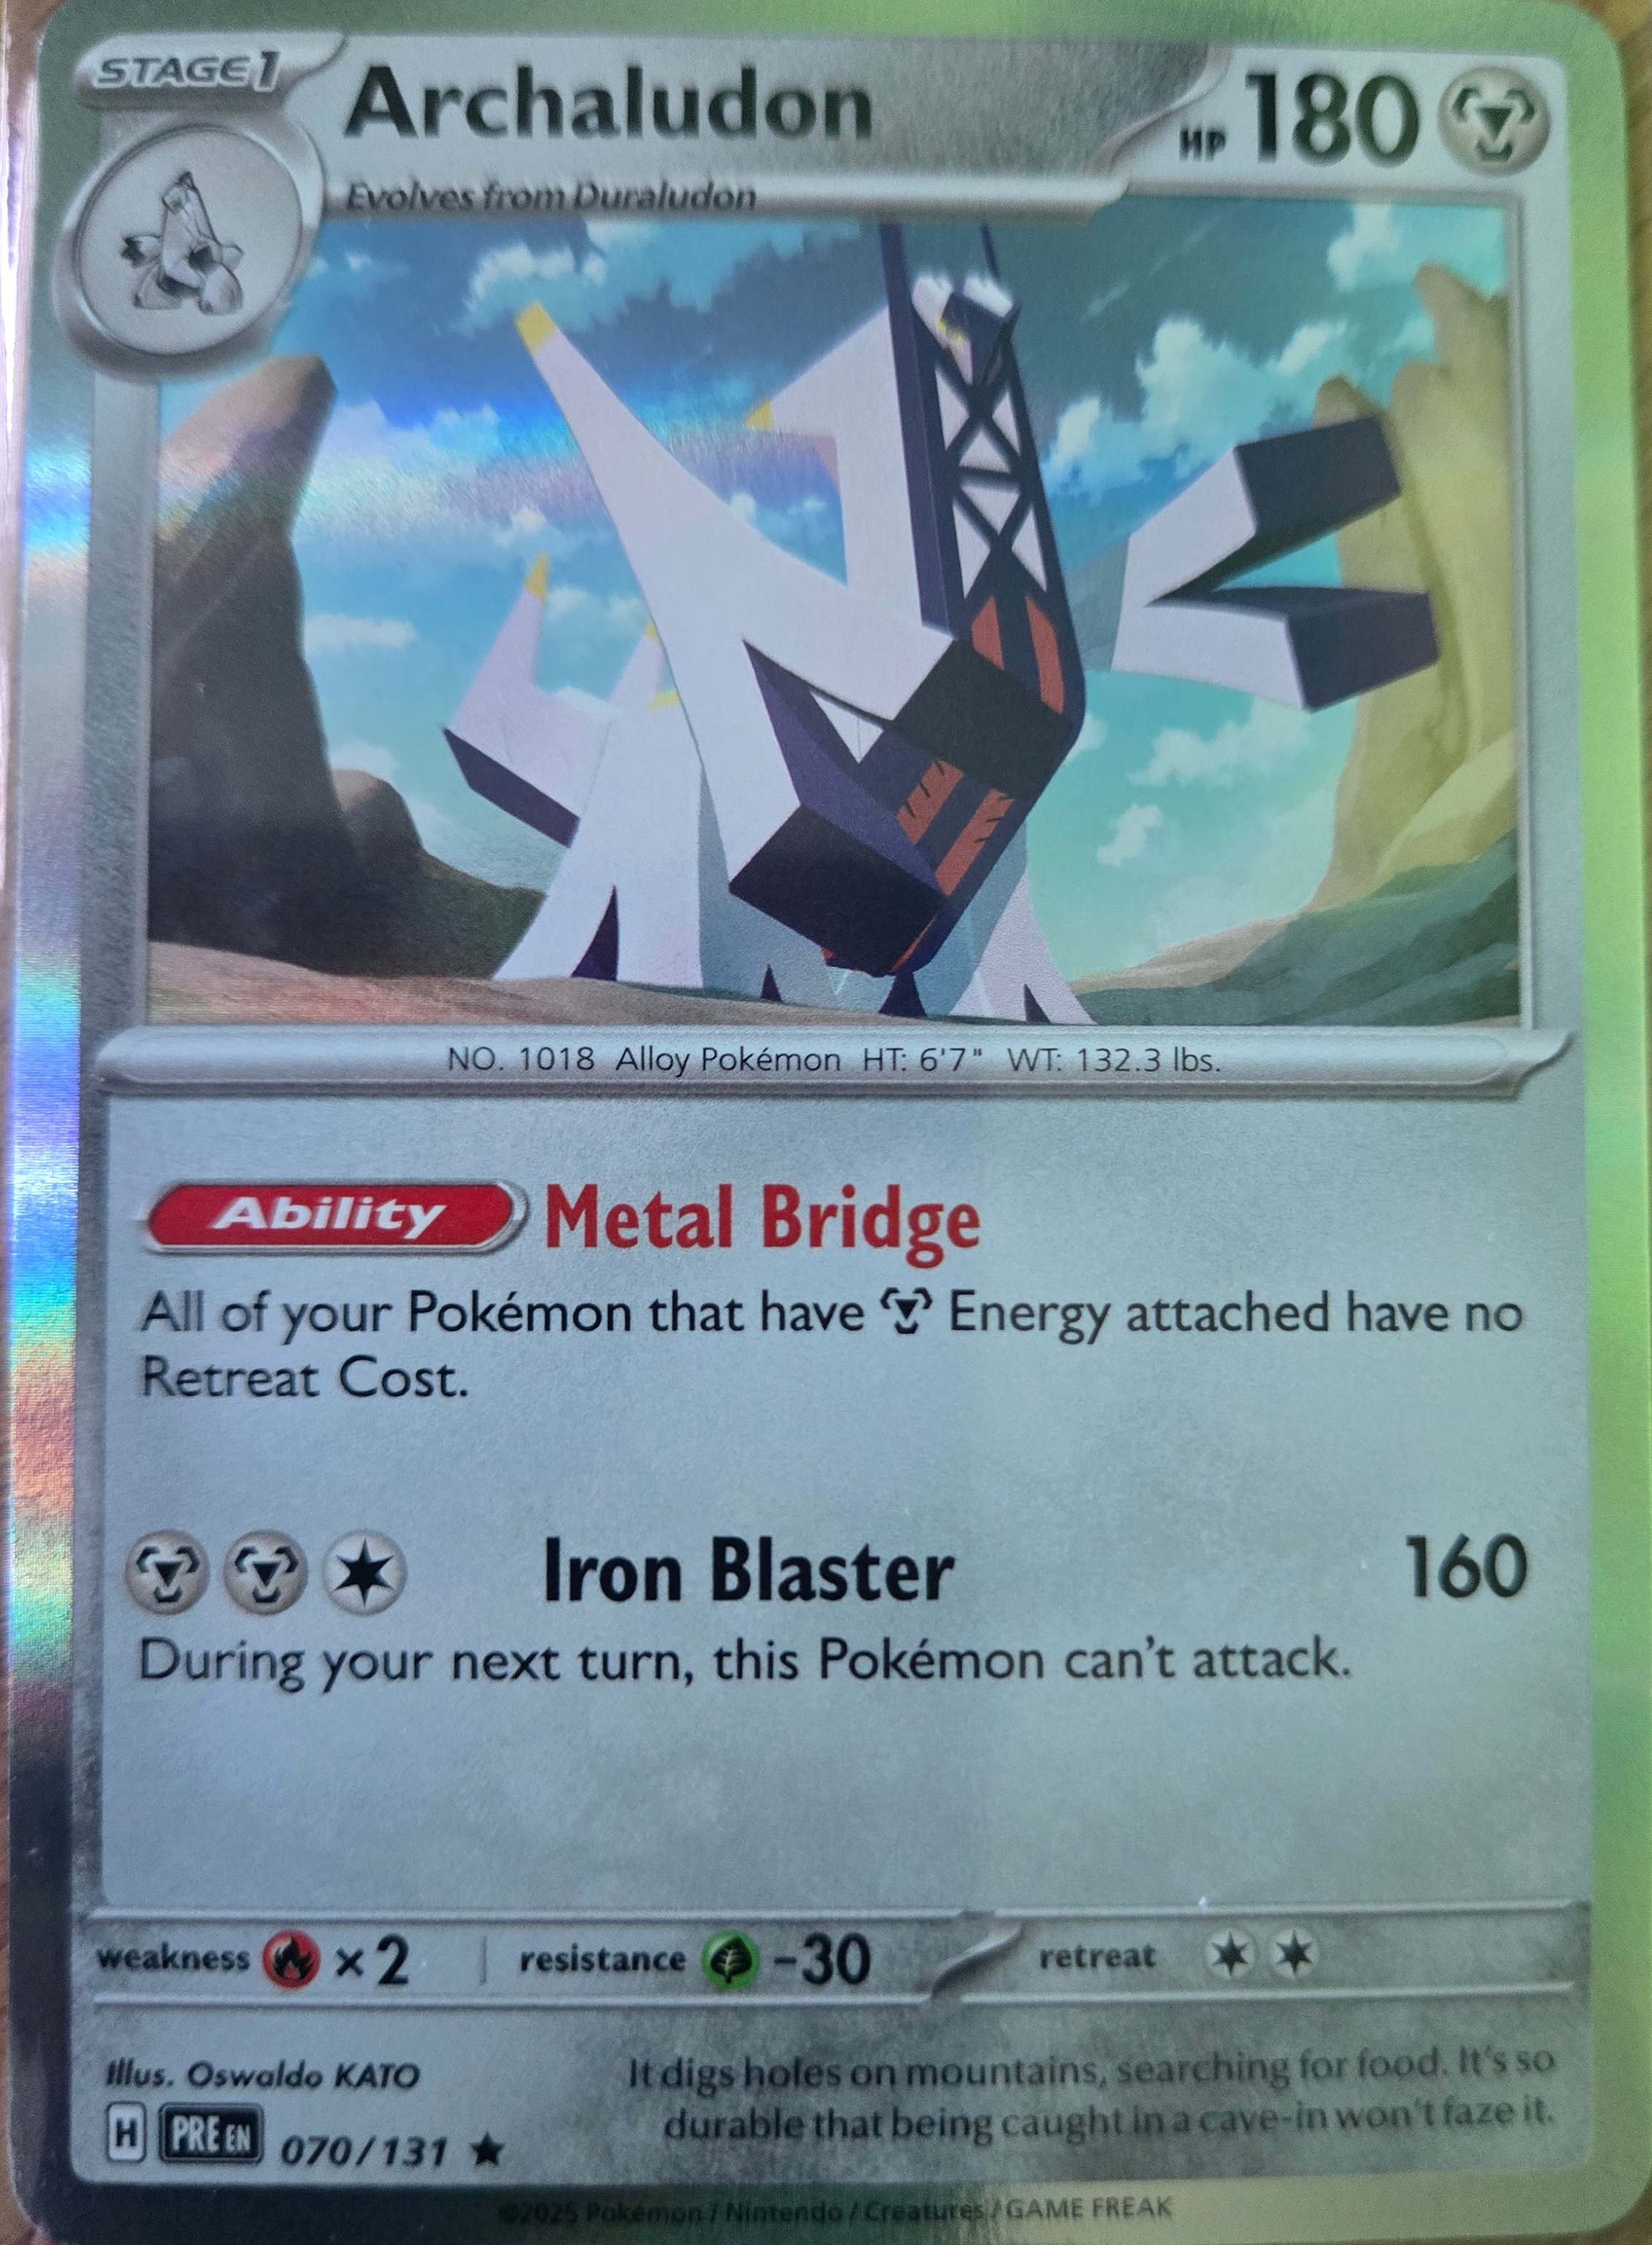 STAGE 1
Archaludon
HP 180
Evolves from Duraludon
NO. 1018 Alloy Pokémon HT: 6'7" WT: 132.3 lbs.
Ability Metal Bridge
All of your Pokémon that have Energy attached have no
Retreat Cost.
Iron Blaster 160
During your next turn, this Pokémon can't attack.
weakness ×2 resistance -30 retreat
Illus. Oswaldo KATO
It digs holes on mountains, searching for food. It's so
durable that being caught in a cave-in won't faze it.
H PRE EN 070/131 ★
©2025 Pokémon / Nintendo / Creatures / GAME FREAK